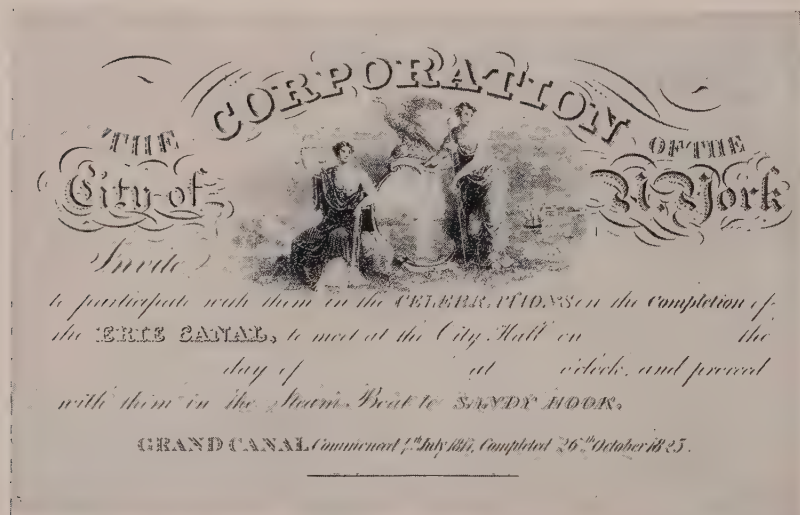 THE CORPORATION OF THE
City of N. York
Invite
to participate with them in the CELEBRATIONS on the completion of
the ERIE CANAL, to meet at the City Hall on the
day of at o'clock, and proceed
with them in the Steam Boat to SANDY HOOK.
GRAND CANAL Commenced 4th July 1817, Completed 26th October 1825.